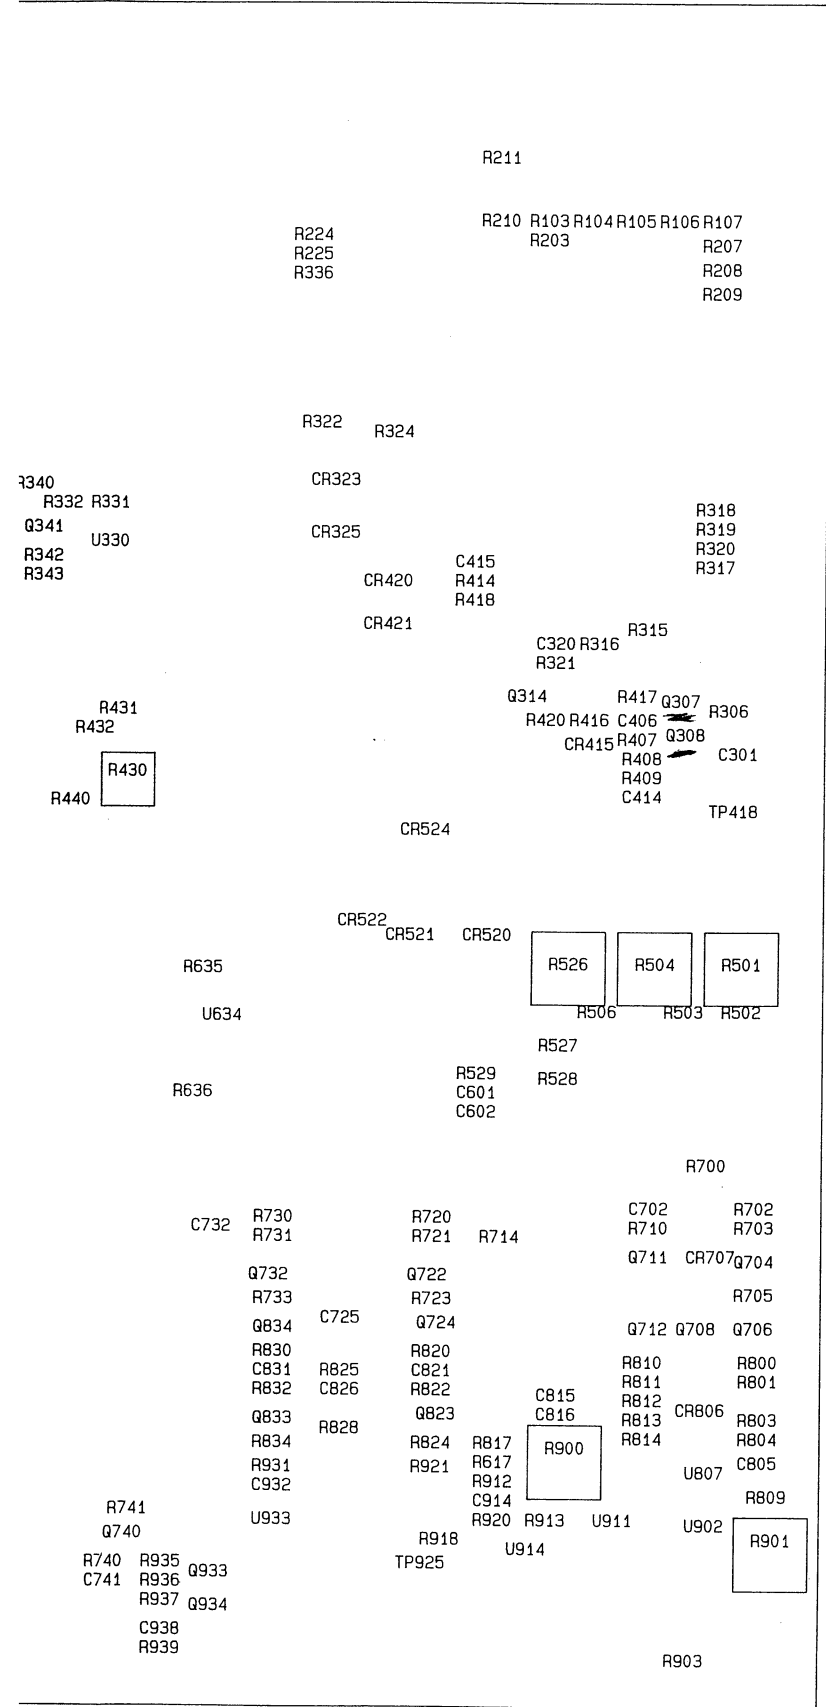 R211
R210 R103 R104 R105 R106 R107
R224 R203 R207
R225
R336 R208
R209
R322 R324
R340 CR323
R332 R331
R318
Q341 CR325 R319
U330
R342 C415 R320
R343 CR420 R414 R317
R418
CR421 R315
C320 R316
R321
Q314 R417 Q307
R431 R306
R432 R420 R416 C406
CR415 R407 Q308
R430 R408 C301
R409
R440 C414
TP418
CR524
CR522
CR521 CR520
R635 R526 R504 R501
U634 R506 R503 R502
R527
R529 R528
R636 C601
C602
R700
C732 R730 R720 C702 R702
R731 R721 R714 R710 R703
Q711 CR707 Q704
Q732 Q722
R733 R723 R705
C725
Q834 Q724 Q712 Q708 Q706
R830 R820
C831 R825 C821 R810 R800
R832 C826 R822 R811 R801
C815 R812
Q833 Q823 C816 CR806
R828 R813 R803
R834 R824 R817 R900 R814 R804
R931 R921 R617 C805
C932 R912 U807
C914 R809
R741
U933 R920 R913 U911
Q740 U902
R918 R901
U914
R740 R935 TP925
Q933
C741 R936
R937 Q934
C938
R939
R903